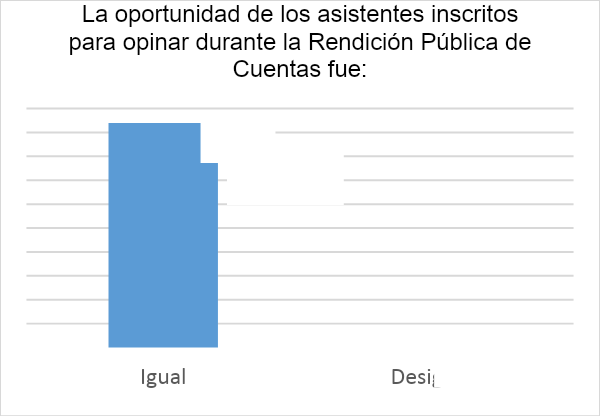 La oportunidad de los asistentes inscritos
para opinar durante la Rendición Pública de
Cuentas fue:
Igual